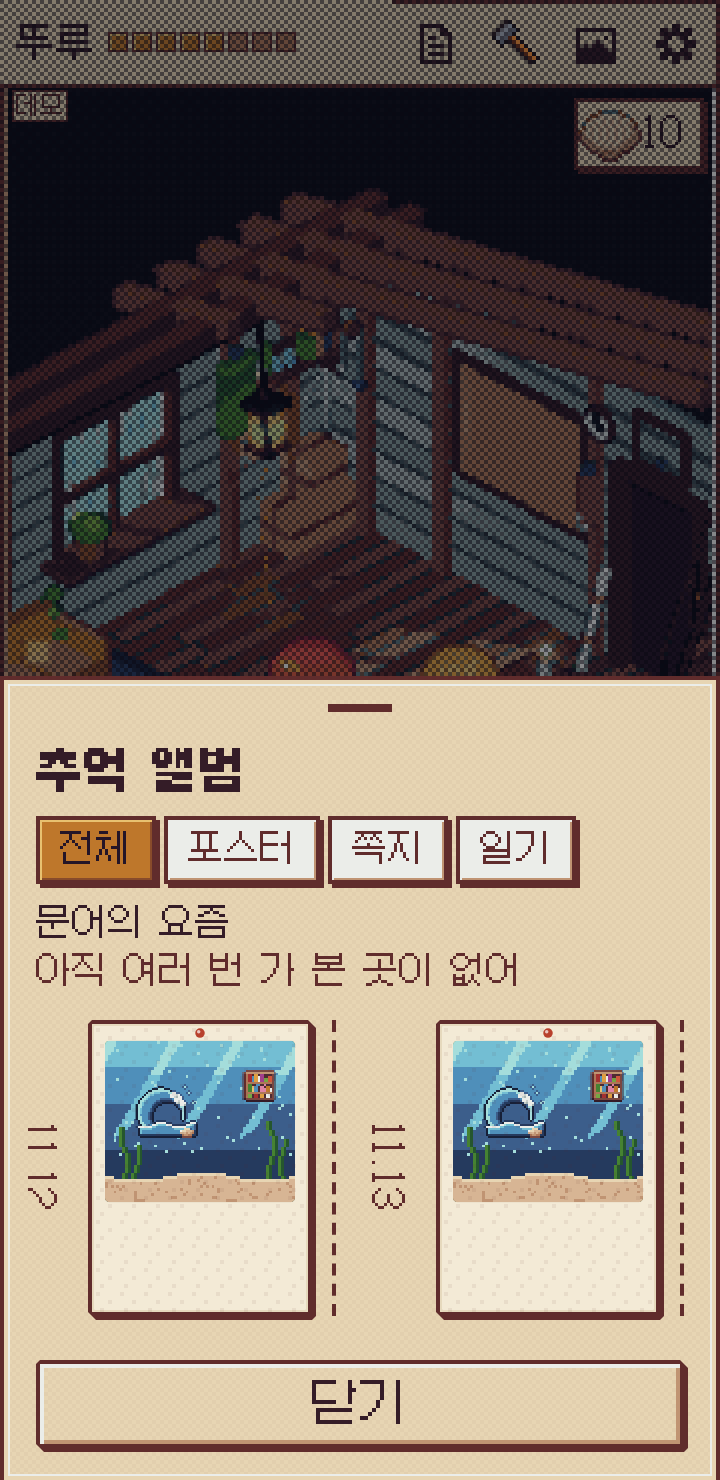 뚜루
데모
10
추억 앨범
전체 포스터 쪽지 일기
문어의 요즘
아직 여러 번 가 본 곳이 없어
11.12
11.13
닫기